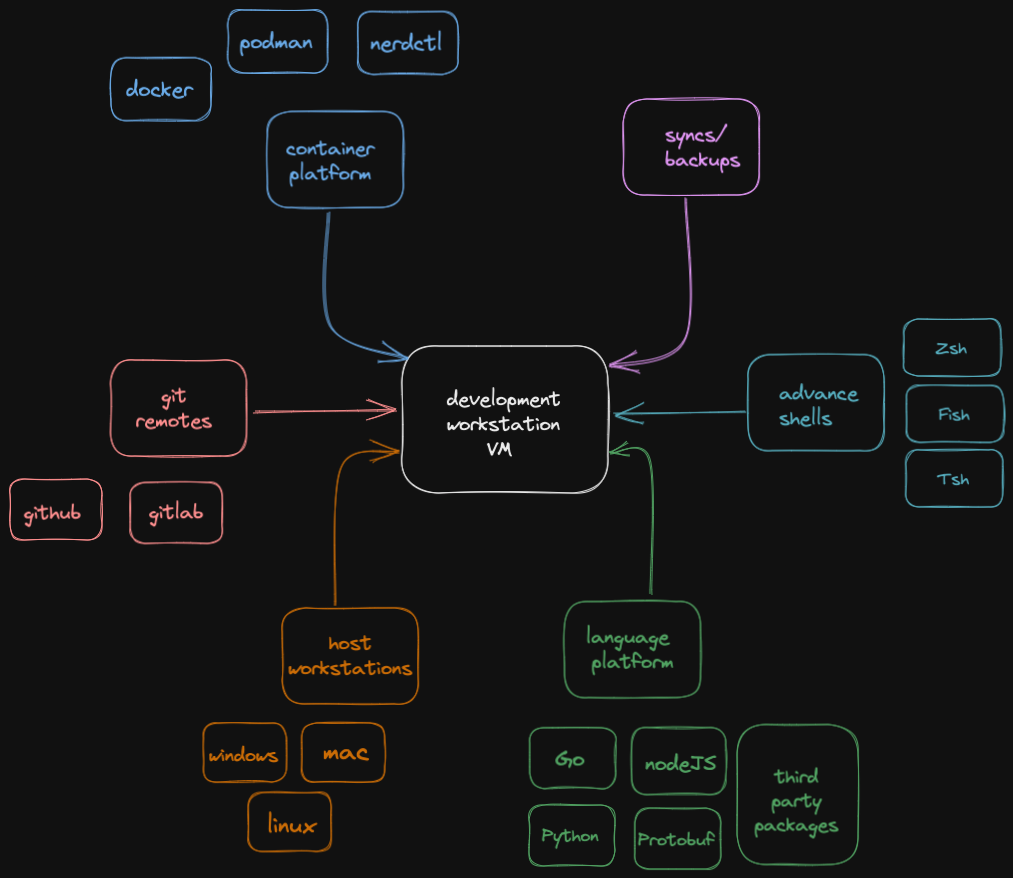 podman
nerdctl
docker
container
platform
syncs/
backups
Zsh
advance
shells
Fish
Tsh
development
workstation
VM
git
remotes
github
gitlab
host
workstations
windows
mac
linux
language
platform
Go
nodeJS
Python
Protobuf
third
party
packages